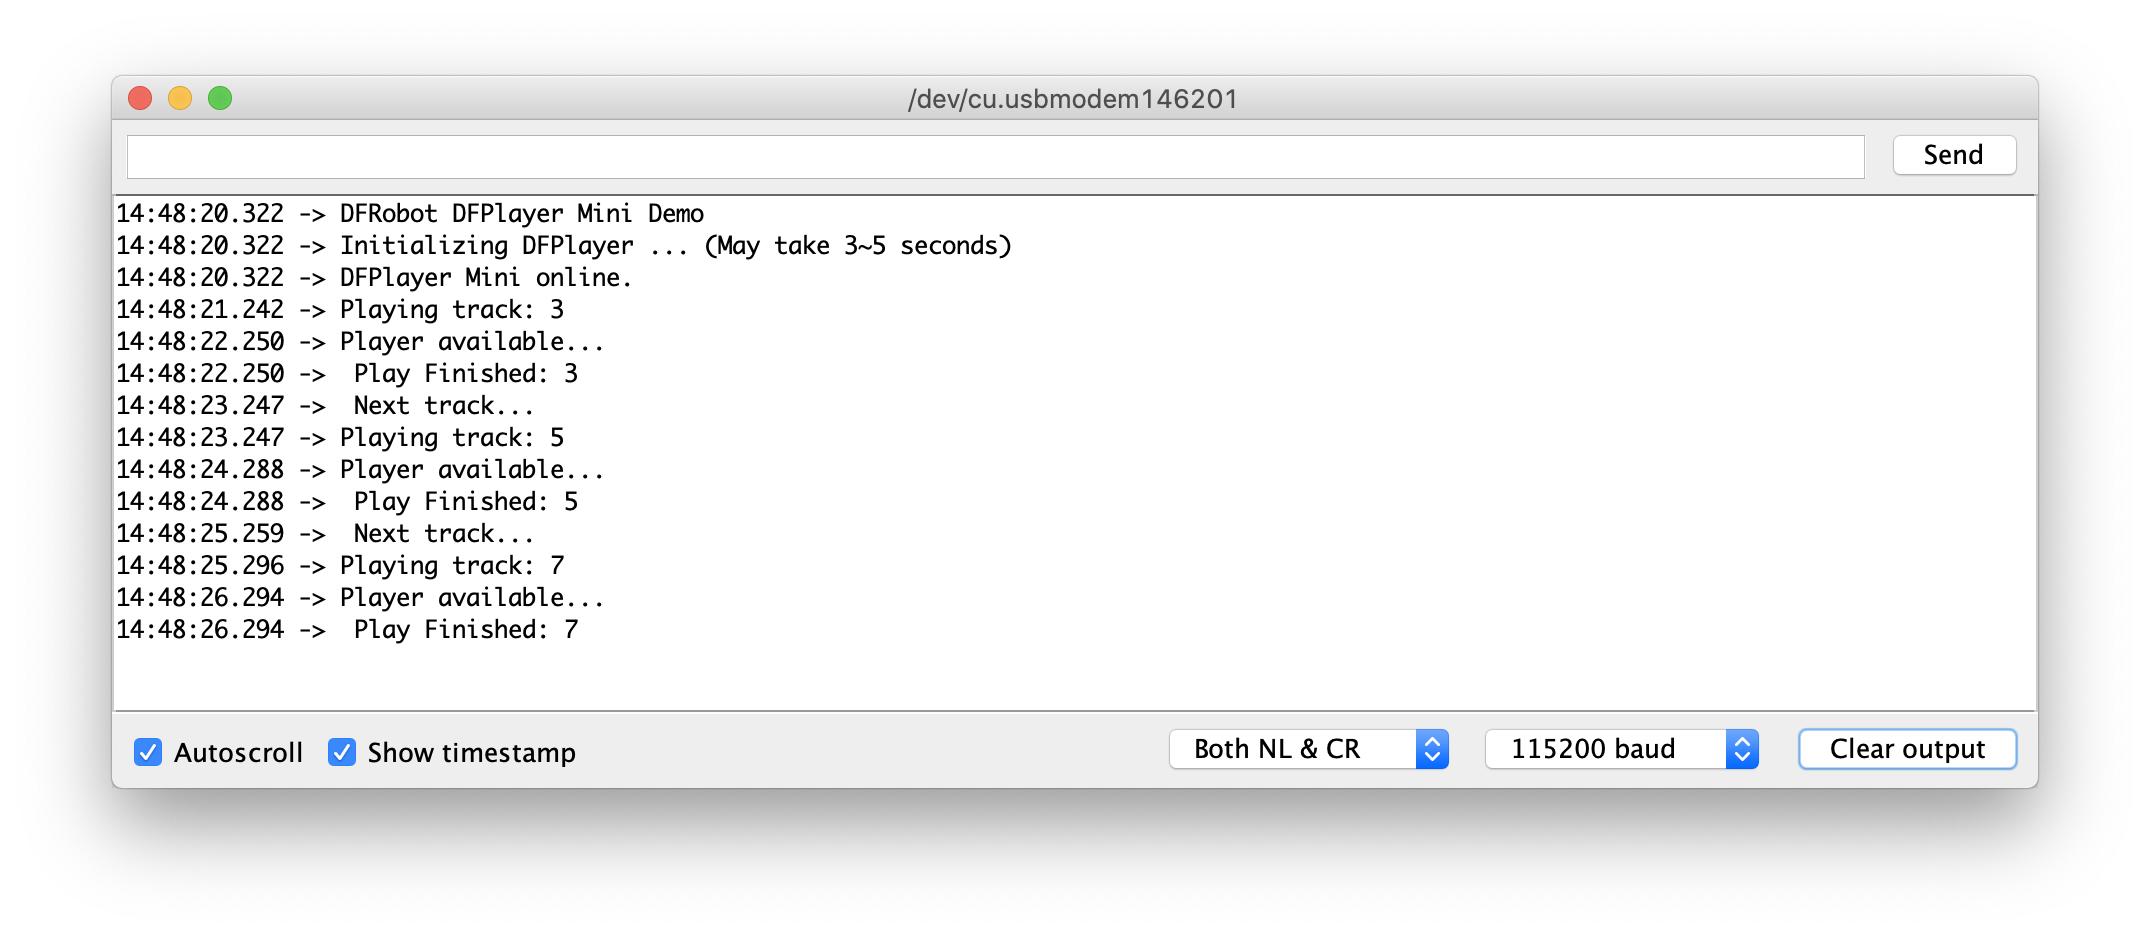 /dev/cu.usbmodem146201
Send
14:48:20.322 -> DFRobot DFPlayer Mini Demo
14:48:20.322 -> Initializing DFPlayer ... (May take 3~5 seconds)
14:48:20.322 -> DFPlayer Mini online.
14:48:21.242 -> Playing track: 3
14:48:22.250 -> Player available...
14:48:22.250 ->  Play Finished: 3
14:48:23.247 ->  Next track...
14:48:23.247 -> Playing track: 5
14:48:24.288 -> Player available...
14:48:24.288 ->  Play Finished: 5
14:48:25.259 ->  Next track...
14:48:25.296 -> Playing track: 7
14:48:26.294 -> Player available...
14:48:26.294 ->  Play Finished: 7
Autoscroll Show timestamp Both NL & CR 115200 baud Clear output